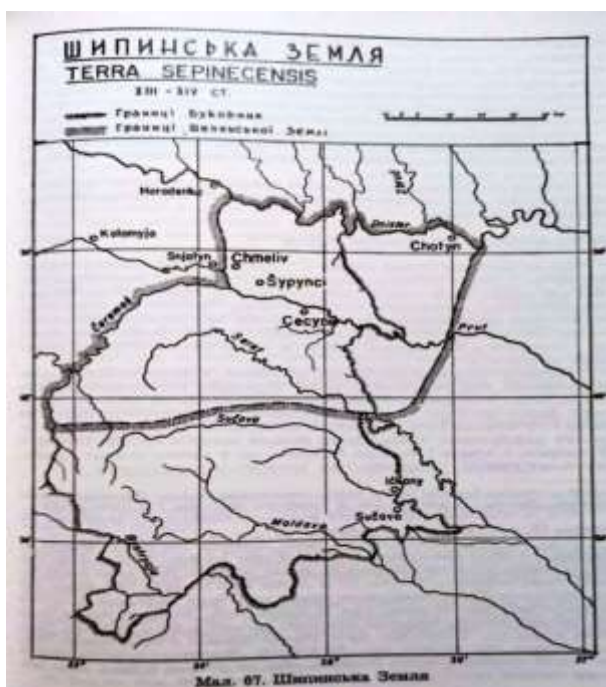 ШИПИНСЬКА ЗЕМЛЯ
TERRA SEPINECENSIS
XIII - XIV СТ.
Границі Буковини
Границі Шипинської Землі
Horodenka
Dnister
Chotyn
Kolomyja
Snjatyn
Chmeliv
Šypynci
Čeremoš
Cecyn
Seret
Prut
Sučava
Ickany
Sučava
Moldava
Мал. 67. Шипинська Земля